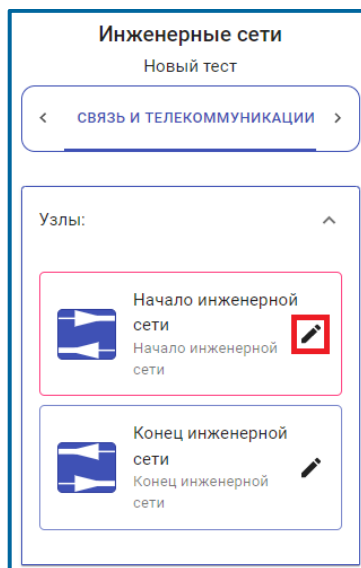 Инженерные сети
Новый тест
СВЯЗЬ И ТЕЛЕКОММУНИКАЦИИ
Узлы:
Начало инженерной
сети
Начало инженерной
сети
Конец инженерной
сети
Конец инженерной
сети